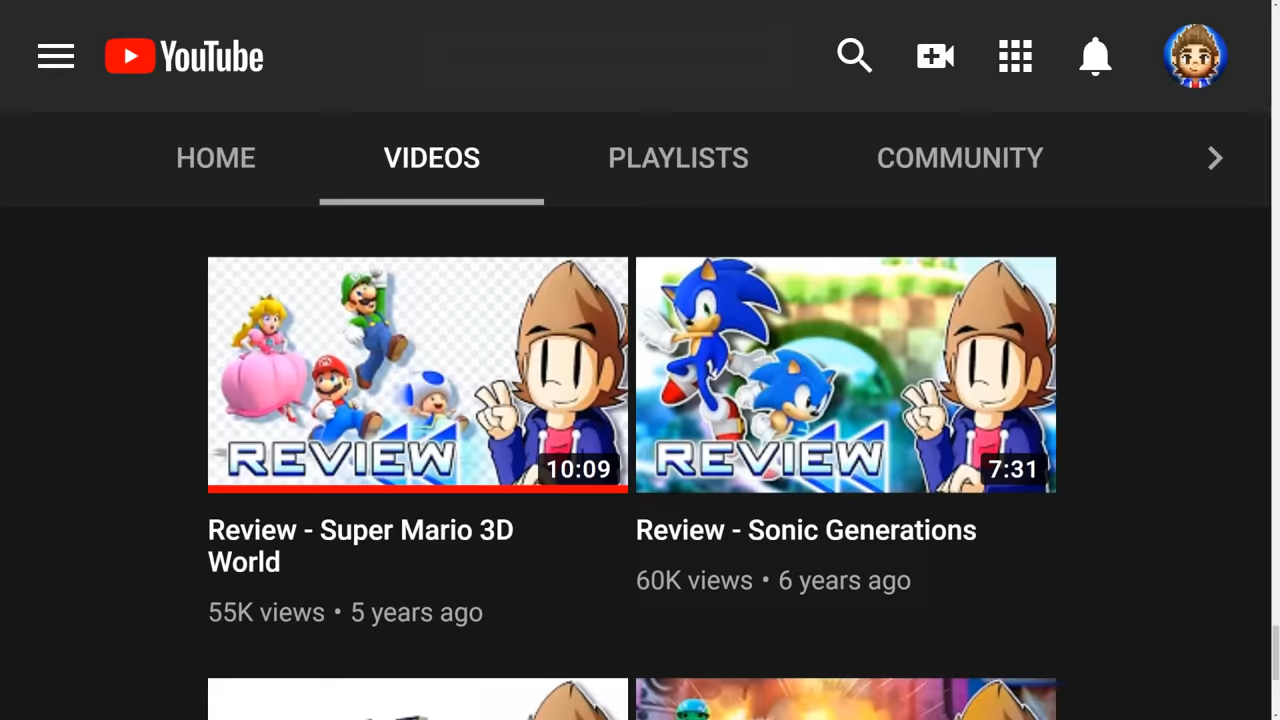 YouTube
HOME VIDEOS PLAYLISTS COMMUNITY
REVIEW
10:09
REVIEW
7:31
Review - Super Mario 3D
World
55K views • 5 years ago
Review - Sonic Generations
60K views • 6 years ago